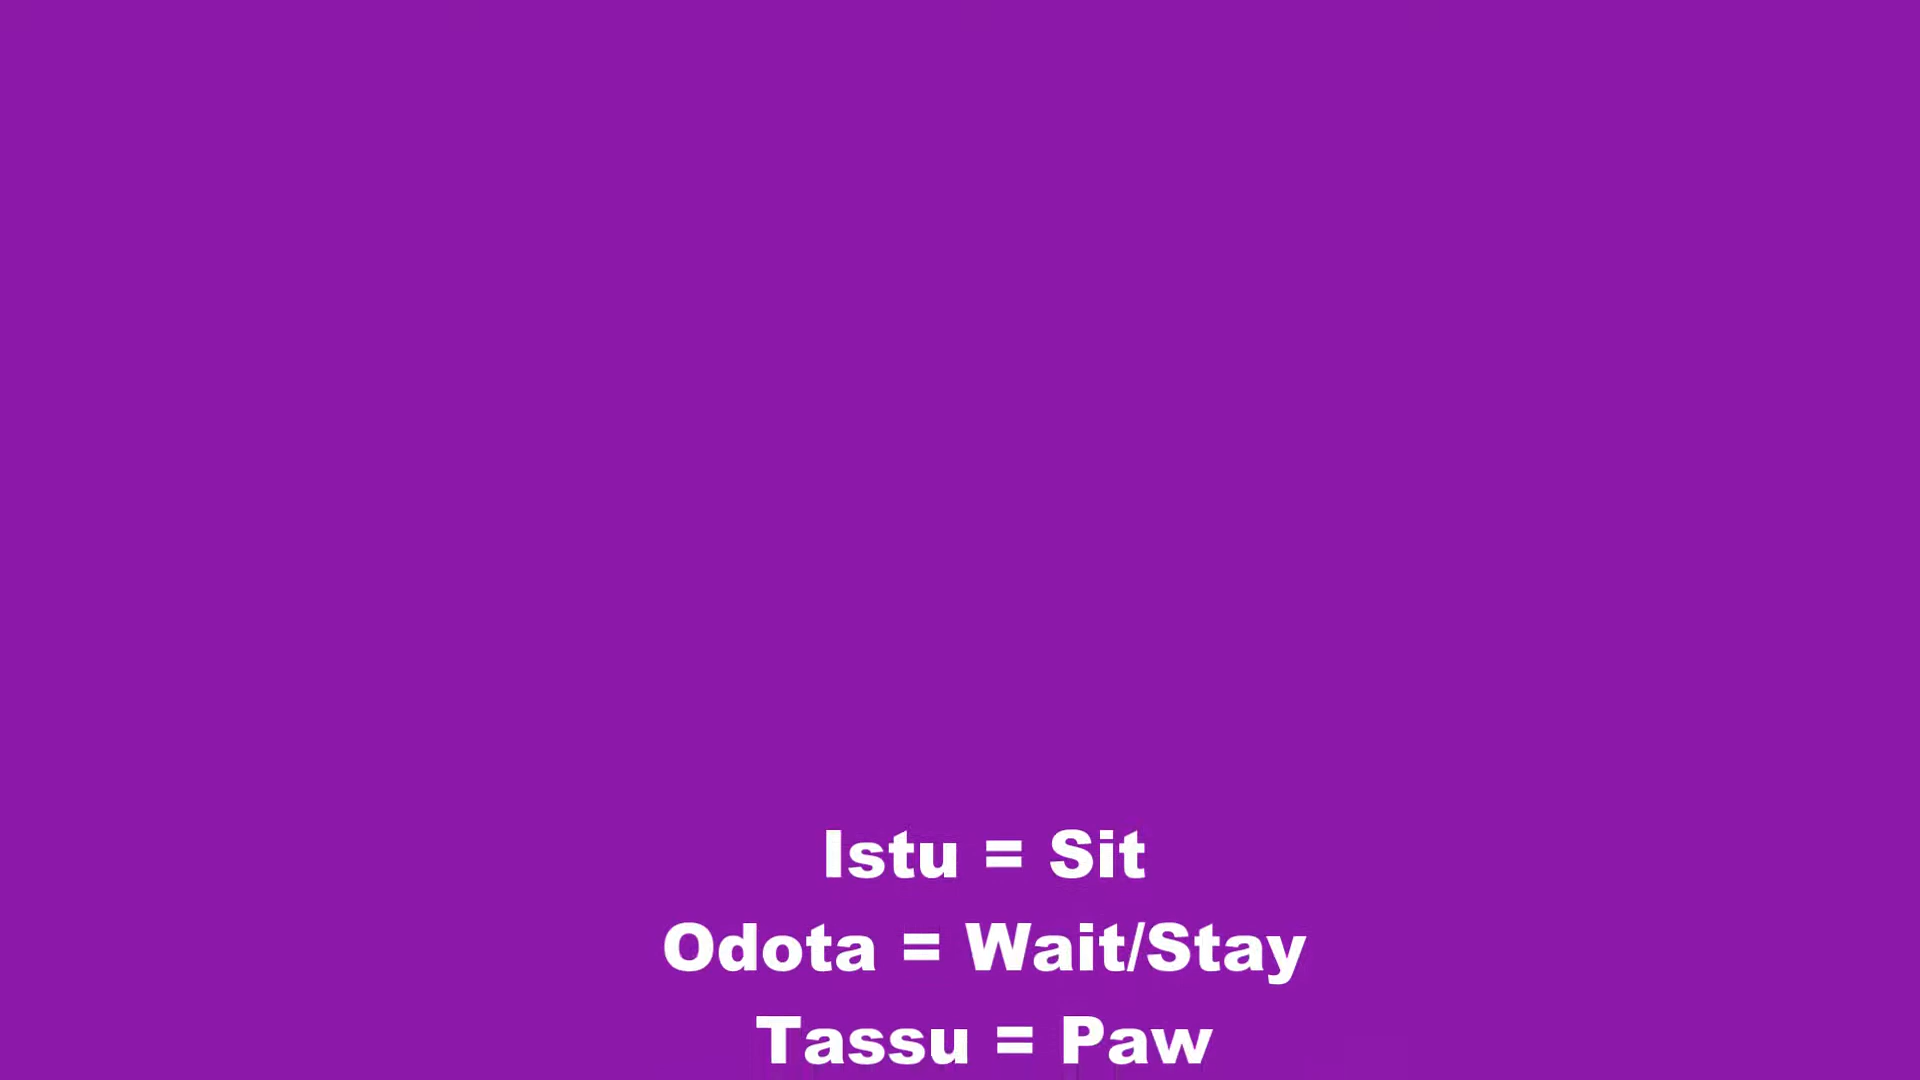 Istu = Sit
Odota = Wait/Stay
Tassu = Paw